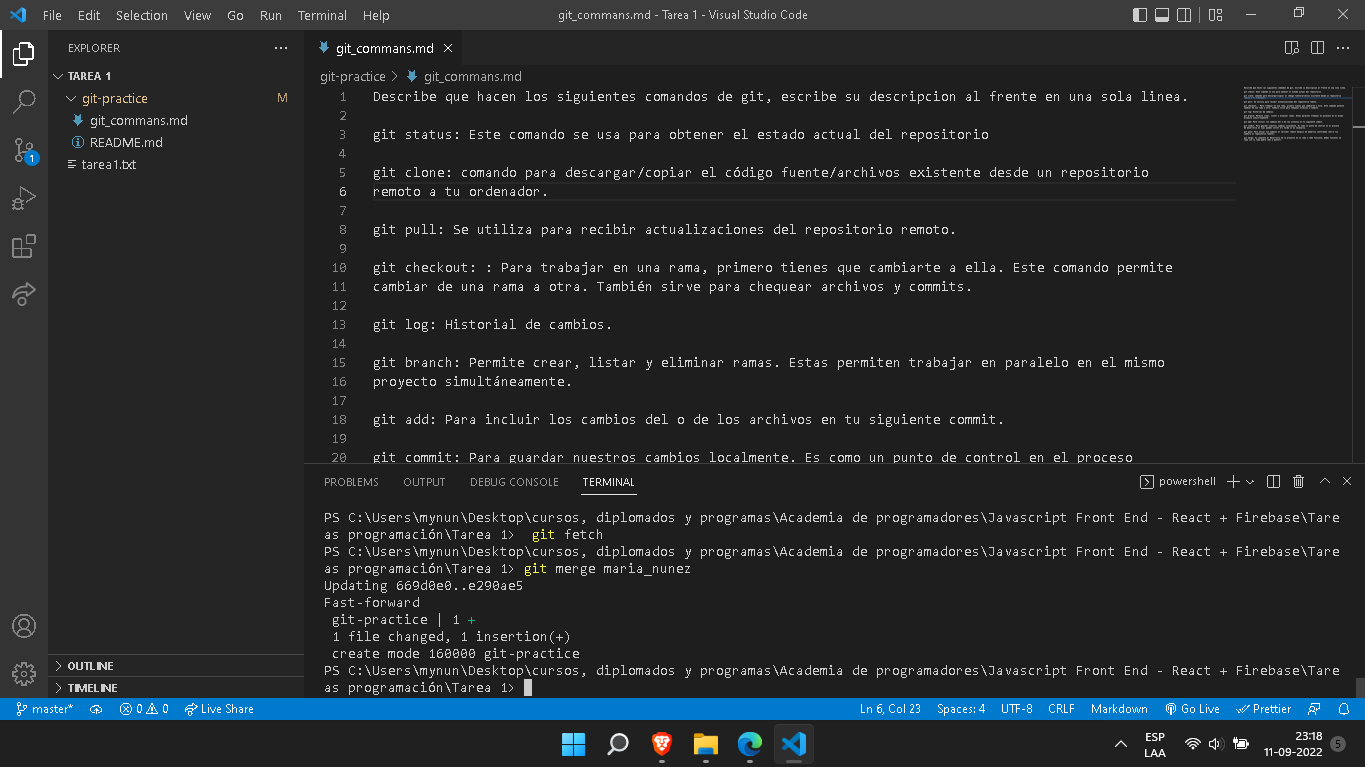 File Edit Selection View Go Run Terminal Help
git_commans.md - Tarea 1 - Visual Studio Code
EXPLORER
TAREA 1
git-practice M
git_commans.md
README.md
tarea1.txt
1
OUTLINE
TIMELINE
git_commans.md
git-practice > git_commans.md
1 Describe que hacen los siguientes comandos de git, escribe su descripcion al frente en una sola linea.
2
3 git status: Este comando se usa para obtener el estado actual del repositorio
4
5 git clone: comando para descargar/copiar el código fuente/archivos existente desde un repositorio
6 remoto a tu ordenador.
7
8 git pull: Se utiliza para recibir actualizaciones del repositorio remoto.
9
10 git checkout: : Para trabajar en una rama, primero tienes que cambiarte a ella. Este comando permite
11 cambiar de una rama a otra. También sirve para chequear archivos y commits.
12
13 git log: Historial de cambios.
14
15 git branch: Permite crear, listar y eliminar ramas. Estas permiten trabajar en paralelo en el mismo
16 proyecto simultáneamente.
17
18 git add: Para incluir los cambios del o de los archivos en tu siguiente commit.
19
20 git commit: Para guardar nuestros cambios localmente. Es como un punto de control en el proceso
PROBLEMS OUTPUT DEBUG CONSOLE TERMINAL
powershell
PS C:\Users\mynun\Desktop\cursos, diplomados y programas\Academia de programadores\Javascript Front End - React + Firebase\Tare
as programación\Tarea 1> git fetch
PS C:\Users\mynun\Desktop\cursos, diplomados y programas\Academia de programadores\Javascript Front End - React + Firebase\Tare
as programación\Tarea 1> git merge maria_nunez
Updating 669d0e0..e290ae5
Fast-forward
git-practice | 1 +
1 file changed, 1 insertion(+)
create mode 160000 git-practice
PS C:\Users\mynun\Desktop\cursos, diplomados y programas\Academia de programadores\Javascript Front End - React + Firebase\Tare
as programación\Tarea 1>
master* 0 0 Live Share
Ln 6, Col 23 Spaces: 4 UTF-8 CRLF Markdown Go Live Prettier
ESP
LAA
23:18
11-09-2022
5